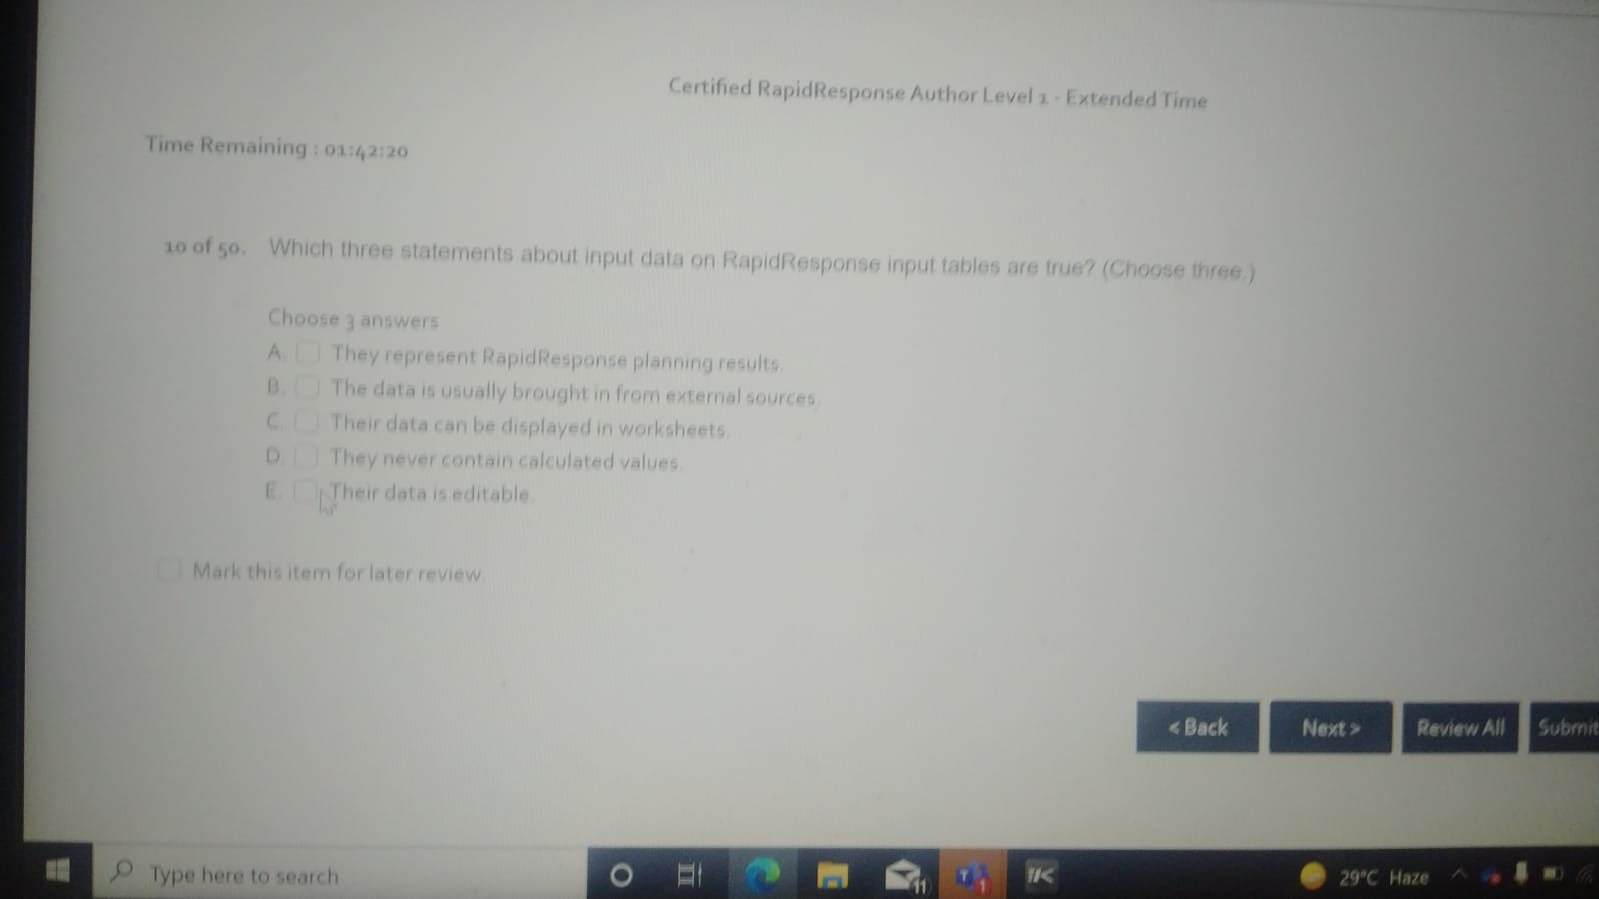 Certified RapidResponse Author Level 1 - Extended Time
Time Remaining : 01:42:20
10 of 50. Which three statements about input data on RapidResponse input tables are true? (Choose three.)
Choose 3 answers
A. They represent RapidResponse planning results.
B. The data is usually brought in from external sources.
C. Their data can be displayed in worksheets.
D. They never contain calculated values.
E. Their data is editable.
Mark this item for later review.
< Back Next > Review All Submit
Type here to search 11 T 1 29°C Haze